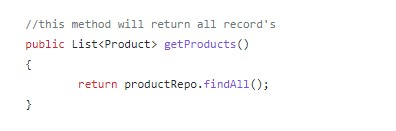 //this method will return all record's
public List<Product> getProducts()
{
return productRepo.findAll();
}